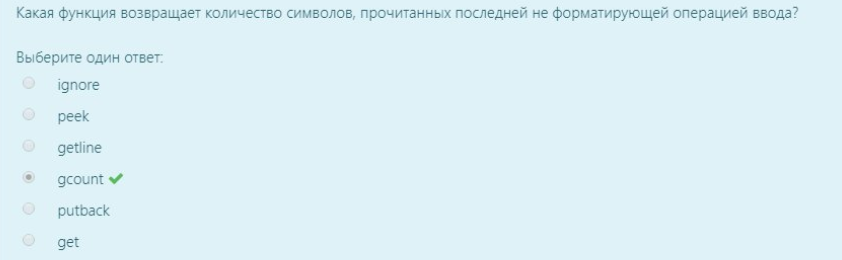 Какая функция возвращает количество символов, прочитанных последней не форматирующей операцией ввода?
Выберите один ответ:
ignore
peek
getline
gcount
putback
get